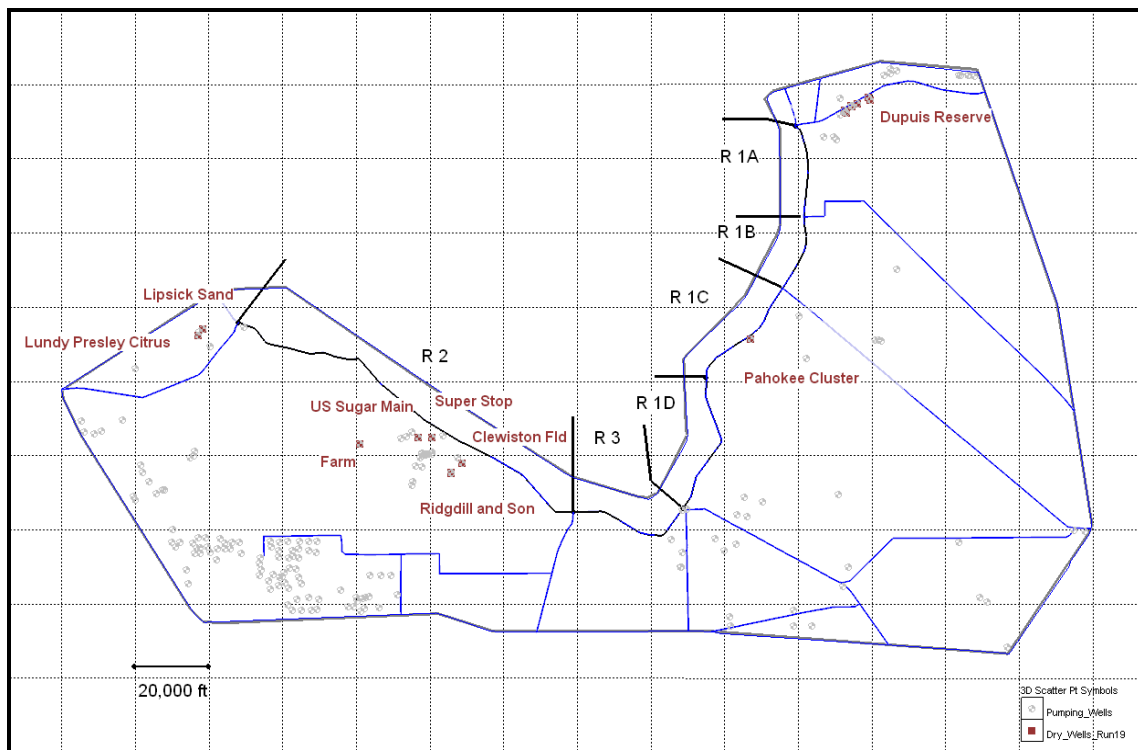 Dupuis Reserve
R 1A
R 1B
Lipsick Sand
R 1C
Lundy Presley Citrus
R 2
Pahokee Cluster
Super Stop
R 1D
US Sugar Main
Clewiston Fld
R 3
Farm
Ridgdill and Son
20,000 ft
3D Scatter Pt Symbols
Pumping_Wells
Dry_Wells_Run19